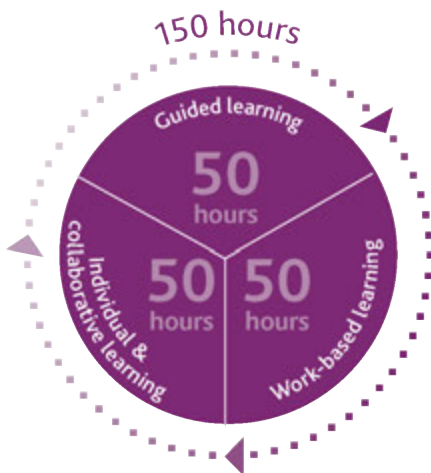 150 hours
Guided learning
50
hours
Individual &
collaborative learning
50
hours
50
hours
Work-based learning